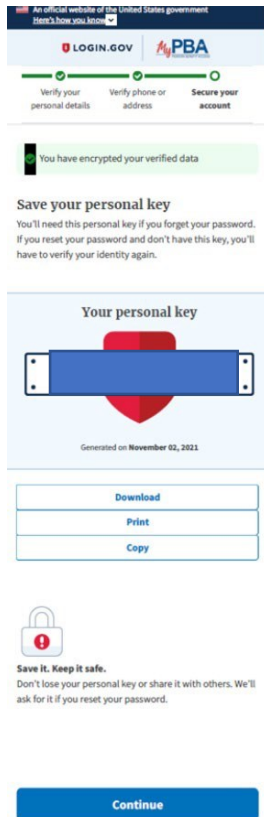 An official website of the United States government
Here's how you know
LOGIN.GOV MyPBA
Verify your personal details
Verify phone or address
Secure your account
You have encrypted your verified data
Save your personal key
You'll need this personal key if you forget your password.
If you reset your password and don't have this key, you'll
have to verify your identity again.
Your personal key
Generated on November 02, 2021
Download
Print
Copy
Save it. Keep it safe.
Don't lose your personal key or share it with others. We'll
ask for it if you reset your password.
Continue